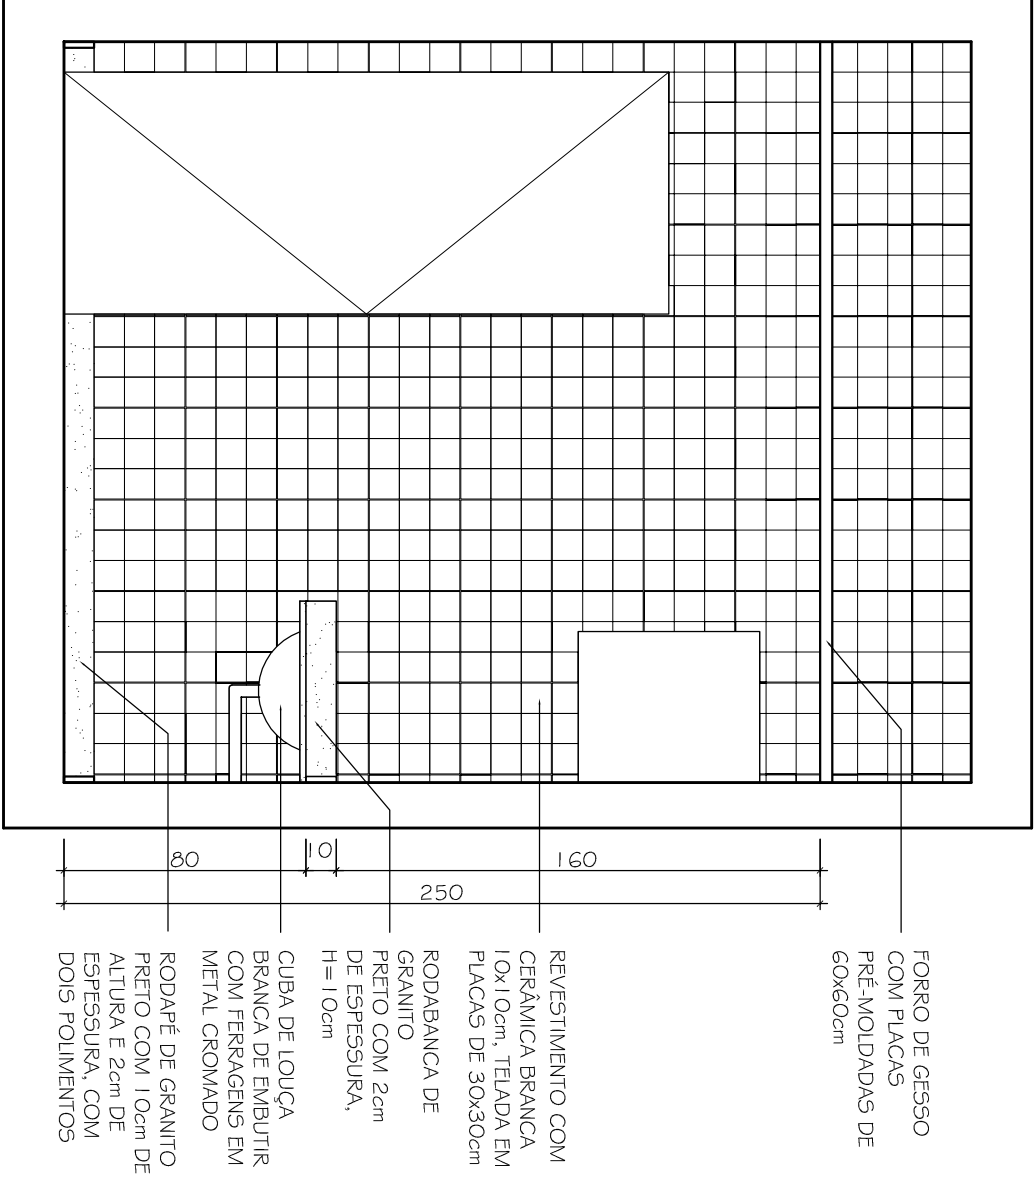 FORRO DE GESSO
COM PLACAS
PRÉ-MOLDADAS DE
60x60cm
REVESTIMENTO COM
CERÂMICA BRANCA
10x10cm, TELADA EM
PLACAS DE 30x30cm
RODABANCA DE
GRANITO
PRETO COM 2cm
DE ESPESSURA,
H=10cm
CUBA DE LOUÇA
BRANCA DE EMBUTIR
COM FERRAGENS EM
METAL CROMADO
RODAPÉ DE GRANITO
PRETO COM 10cm DE
ALTURA E 2cm DE
ESPESSURA, COM
DOIS POLIMENTOS
160
10
80
250